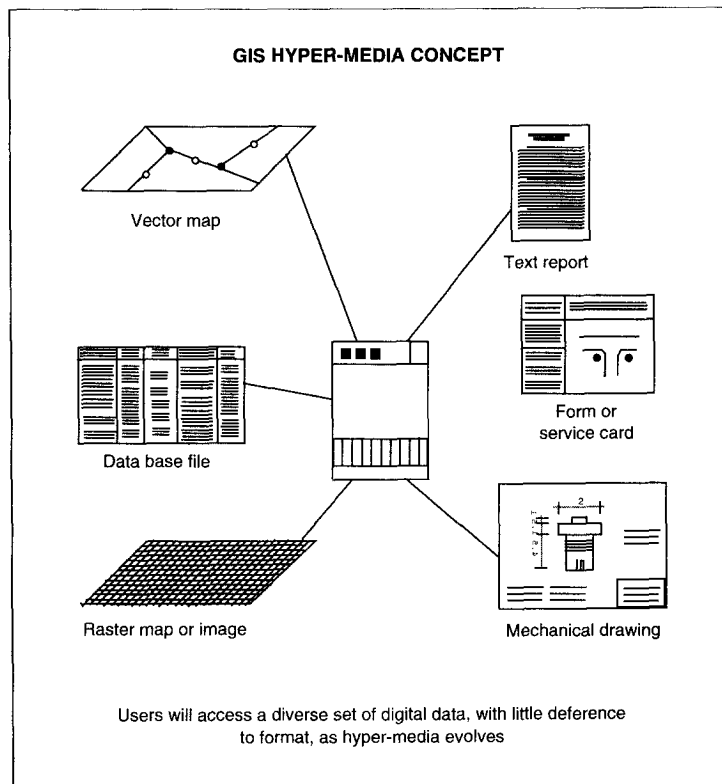 GIS HYPER-MEDIA CONCEPT
Vector map
Text report
Data base file
Form or
service card
2
Raster map or image
Mechanical drawing
Users will access a diverse set of digital data, with little deference
to format, as hyper-media evolves